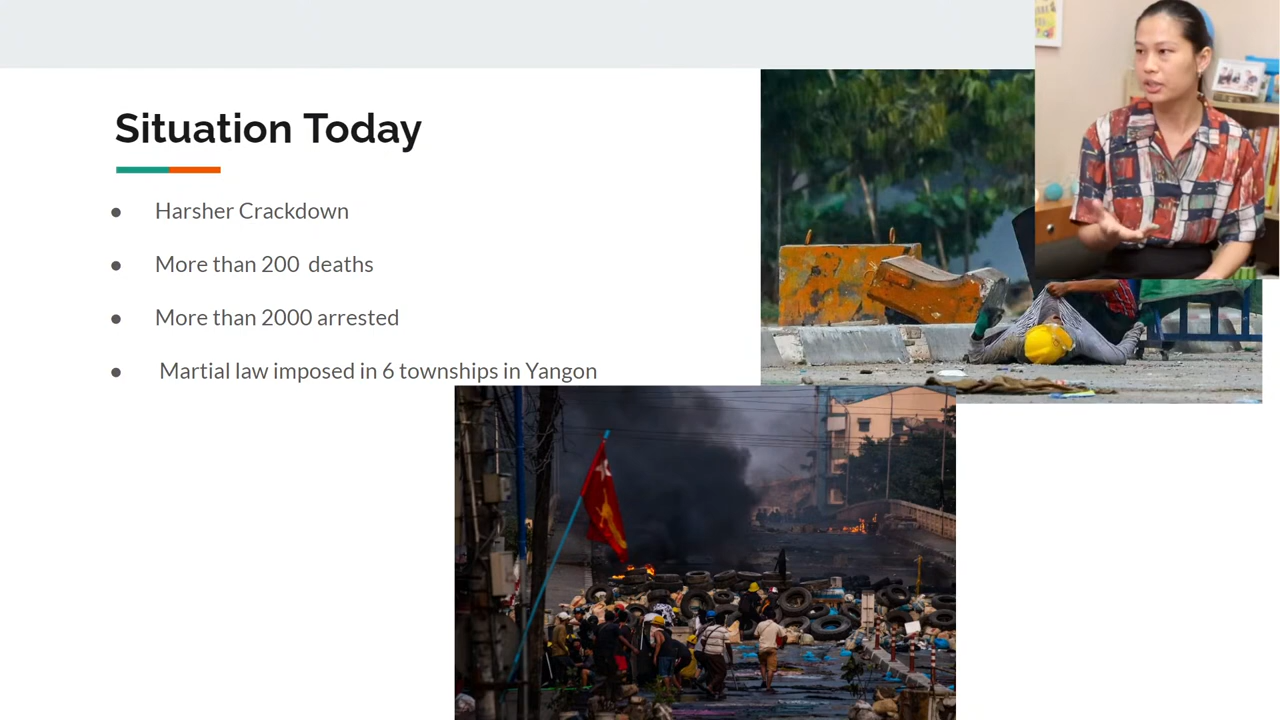 Situation Today
● Harsher Crackdown
● More than 200 deaths
● More than 2000 arrested
● Martial law imposed in 6 townships in Yangon